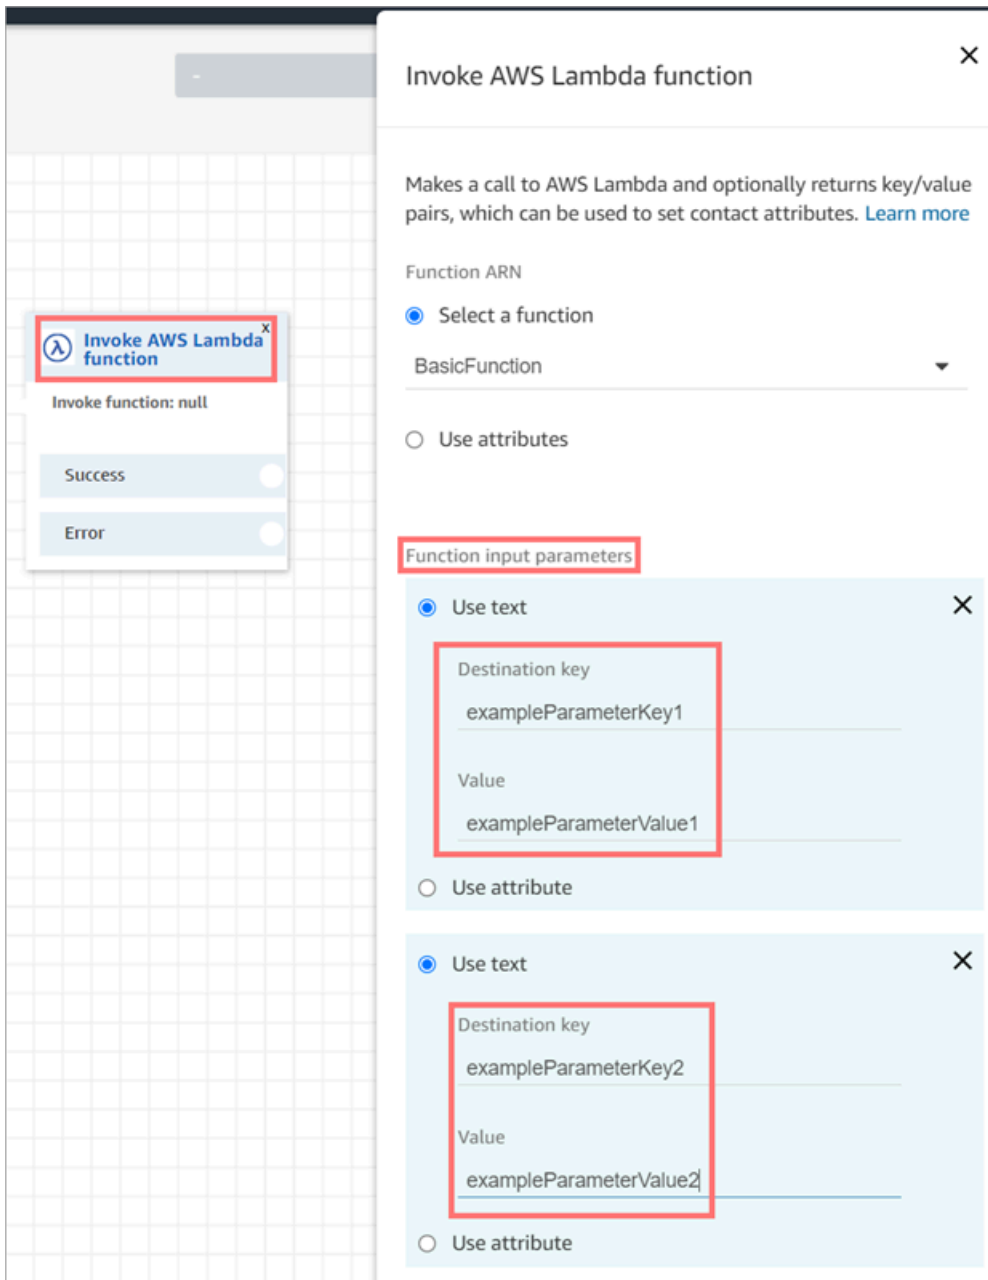 -
Invoke AWS Lambda function
Makes a call to AWS Lambda and optionally returns key/value
pairs, which can be used to set contact attributes. Learn more
Function ARN
Select a function
BasicFunction
Use attributes
Invoke AWS Lambda
function
x
Invoke function: null
Success
Error
Function input parameters
Use text
Destination key
exampleParameterKey1
Value
exampleParameterValue1
Use attribute
Use text
Destination key
exampleParameterKey2
Value
exampleParameterValue2
Use attribute